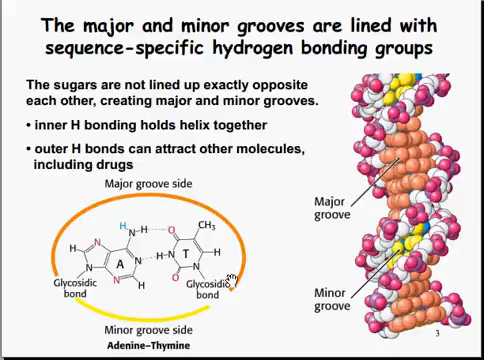 The major and minor grooves are lined with
sequence-specific hydrogen bonding groups
The sugars are not lined up exactly opposite
each other, creating major and minor grooves.
• inner H bonding holds helix together
• outer H bonds can attract other molecules,
including drugs
Major groove side
H
N H O CH3
H N N H N T H
N A N N
N H O
Glycosidic
bond
Glycosidic
bond
Minor groove side
Adenine–Thymine
Major
groove
Minor
groove
3